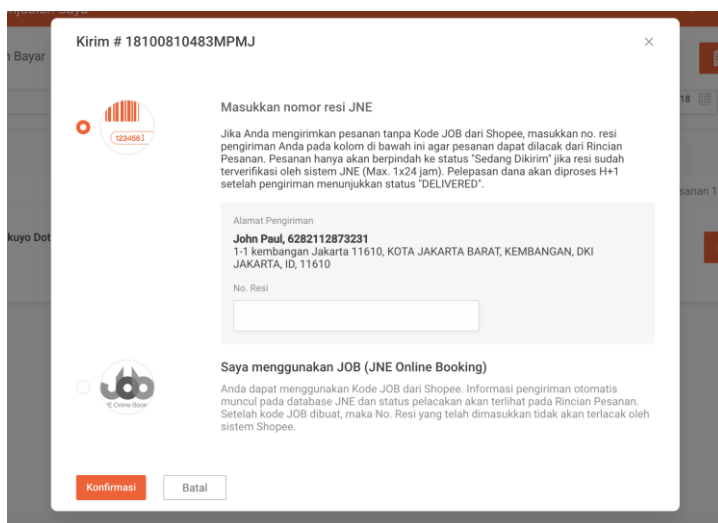 Kirim # 18100810483MPMJ
n Bayar
18
123456
Masukkan nomor resi JNE
Jika Anda mengirimkan pesanan tanpa Kode JOB dari Shopee, masukkan no. resi
pengiriman Anda pada kolom di bawah ini agar pesanan dapat dilacak dari Rincian
Pesanan. Pesanan hanya akan berpindah ke status "Sedang Dikirim" jika resi sudah
terverifikasi oleh sistem JNE (Max. 1x24 jam). Pelepasan dana akan diproses H+1
setelah pengiriman menunjukkan status "DELIVERED".
sanan 1
kuyo Dot
Alamat Pengiriman
John Paul, 6282112873231
1-1 kembangan Jakarta 11610, KOTA JAKARTA BARAT, KEMBANGAN, DKI
JAKARTA, ID, 11610
No. Resi
JOB
E Online Book
Saya menggunakan JOB (JNE Online Booking)
Anda dapat menggunakan Kode JOB dari Shopee. Informasi pengiriman otomatis
muncul pada database JNE dan status pelacakan akan terlihat pada Rincian Pesanan.
Setelah kode JOB dibuat, maka No. Resi yang telah dimasukkan tidak akan terlacak oleh
sistem Shopee.
Konfirmasi
Batal